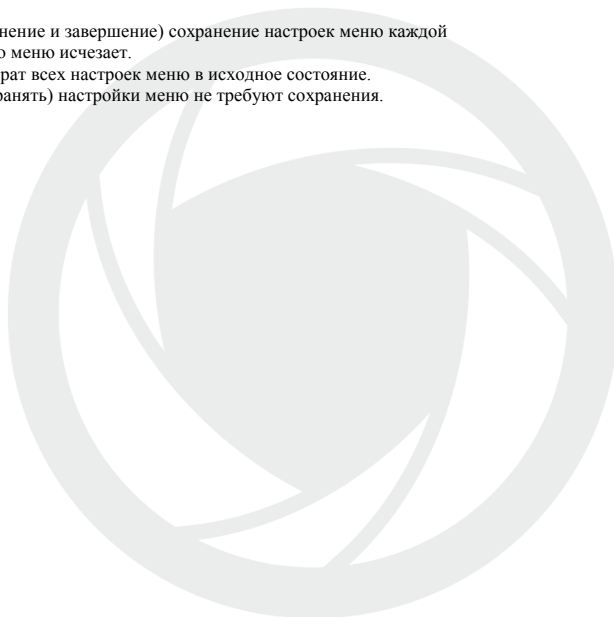 нение и завершение) сохранение настроек меню каждой
о меню исчезает.
рат всех настроек меню в исходное состояние.
ранять) настройки меню не требуют сохранения.